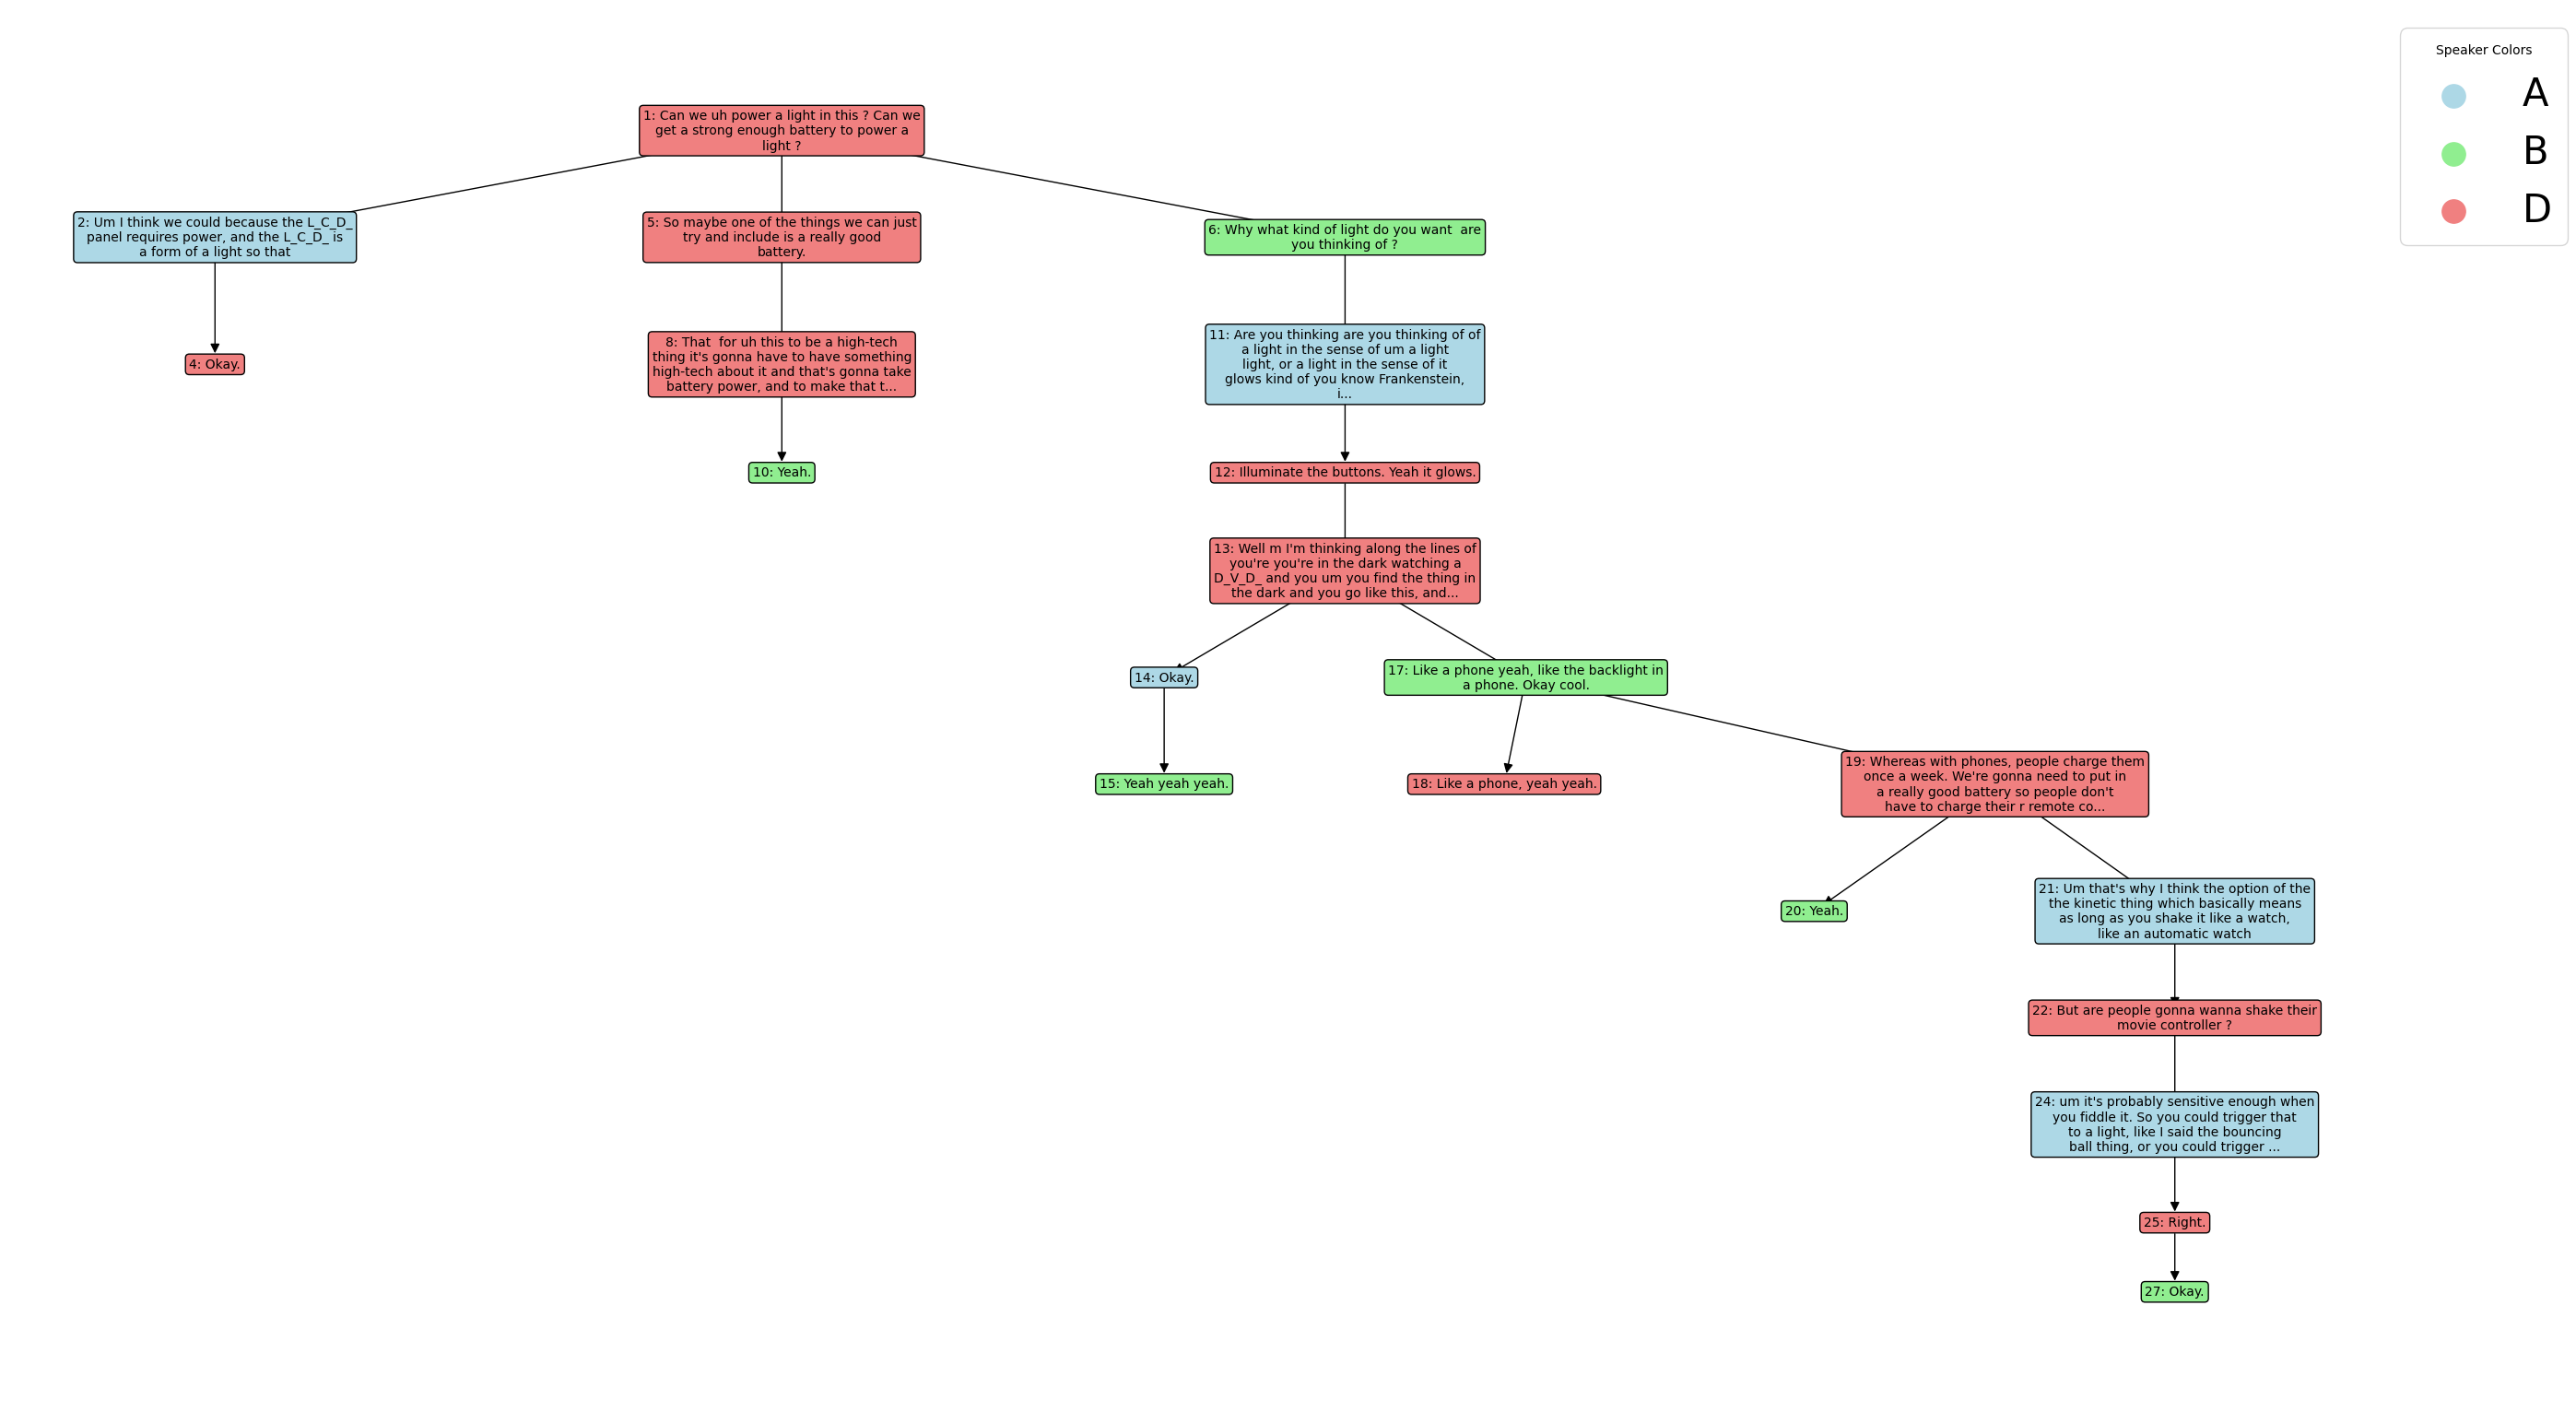 Speaker Colors
A
B
D
1: Can we uh power a light in this ? Can we
get a strong enough battery to power a
light ?
2: Um I think we could because the L_C_D_
panel requires power, and the L_C_D_ is
a form of a light so that
5: So maybe one of the things we can just
try and include is a really good
battery.
6: Why what kind of light do you want  are
you thinking of ?
4: Okay.
8: That  for uh this to be a high-tech
thing it's gonna have to have something
high-tech about it and that's gonna take
battery power, and to make that t...
11: Are you thinking are you thinking of of
a light in the sense of um a light
light, or a light in the sense of it
glows kind of you know Frankenstein,
i...
10: Yeah.
12: Illuminate the buttons. Yeah it glows.
13: Well m I'm thinking along the lines of
you're you're in the dark watching a
D_V_D_ and you um you find the thing in
the dark and you go like this, and...
14: Okay.
17: Like a phone yeah, like the backlight in
a phone. Okay cool.
15: Yeah yeah yeah.
18: Like a phone, yeah yeah.
19: Whereas with phones, people charge them
once a week. We're gonna need to put in
a really good battery so people don't
have to charge their r remote co...
20: Yeah.
21: Um that's why I think the option of the
the kinetic thing which basically means
as long as you shake it like a watch,
like an automatic watch
22: But are people gonna wanna shake their
movie controller ?
24: um it's probably sensitive enough when
you fiddle it. So you could trigger that
to a light, like I said the bouncing
ball thing, or you could trigger ...
25: Right.
27: Okay.